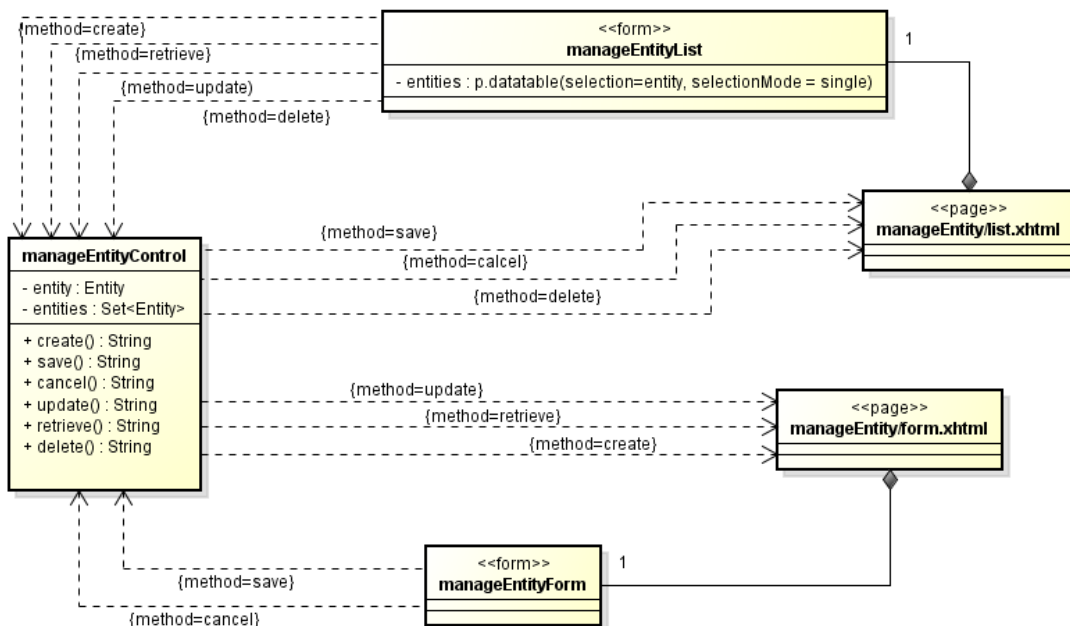 {method=create}
{method=retrieve}
{method=update)
{method=delete}
<<form>>
manageEntityList
- entities : p.datatable(selection=entity, selectionMode = single)
1
<<page>>
manageEntity/list.xhtml
{method=save}
{method=calcel}
{method=delete}
manageEntityControl
- entity : Entity
- entities : Set<Entity>
+ create() : String
+ save() : String
+ cancel() : String
+ update() : String
+ retrieve() : String
+ delete() : String
{method=update}
{method=retrieve}
{method=create}
<<page>>
manageEntity/form.xhtml
{method=save}
{method=cancel}
<<form>>
manageEntityForm
1